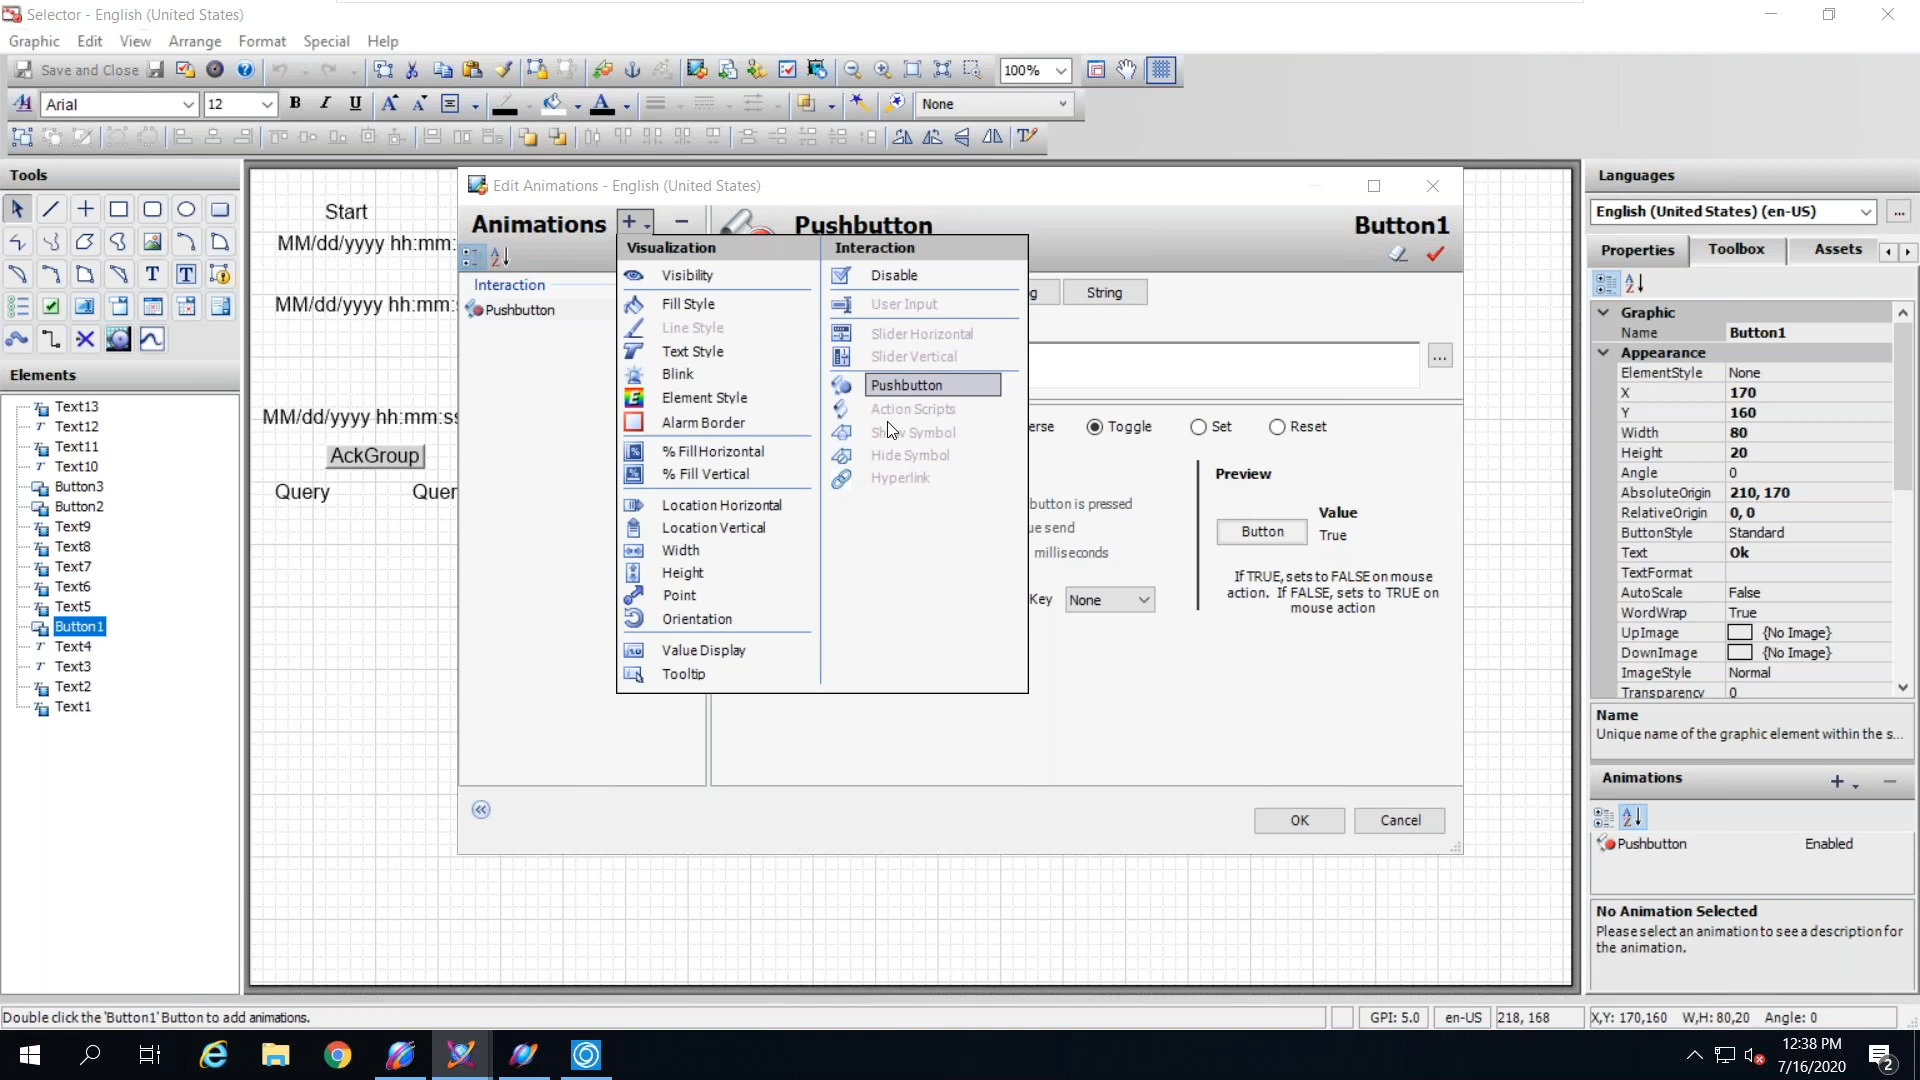 Selector - English (United States)
Graphic Edit View Arrange Format Special Help
Save and Close 100%
Arial 12 B I U A A A None
Tools
Elements
Text13
Text12
Text11
Text10
Button3
Button2
Text9
Text8
Text7
Text6
Text5
Button1
Text4
Text3
Text2
Text1
Start
MM/dd/yyyy hh:mm:
MM/dd/yyyy hh:mm:
MM/dd/yyyy hh:mm:ss
AckGroup
Query Quer
Edit Animations - English (United States)
Animations
Interaction
Pushbutton
Visualization
Visibility
Fill Style
Line Style
Text Style
Blink
Element Style
Alarm Border
% Fill Horizontal
% Fill Vertical
Location Horizontal
Location Vertical
Width
Height
Point
Orientation
Value Display
Tooltip
Interaction
Disable
User Input
Slider Horizontal
Slider Vertical
Pushbutton
Action Scripts
Show Symbol
Hide Symbol
Hyperlink
Pushbutton Button1
g String
...
erse Toggle Set Reset
button is pressed
ue send
milliseconds
Key None
Preview
Button
Value
True
If TRUE, sets to FALSE on mouse
action. If FALSE, sets to TRUE on
mouse action
OK Cancel
Languages
English (United States) (en-US) ...
Properties Toolbox Assets
Graphic
Name Button1
Appearance
ElementStyle None
X 170
Y 160
Width 80
Height 20
Angle 0
AbsoluteOrigin 210, 170
RelativeOrigin 0, 0
ButtonStyle Standard
Text Ok
TextFormat
AutoScale False
WordWrap True
UpImage {No Image}
DownImage {No Image}
ImageStyle Normal
Transparency 0
Name
Unique name of the graphic element within the s...
Animations
Pushbutton Enabled
No Animation Selected
Please select an animation to see a description for
the animation.
Double click the 'Button1' Button to add animations.
GPI: 5.0 en-US 218, 168 X,Y: 170,160 W,H: 80,20 Angle: 0
12:38 PM
7/16/2020
2